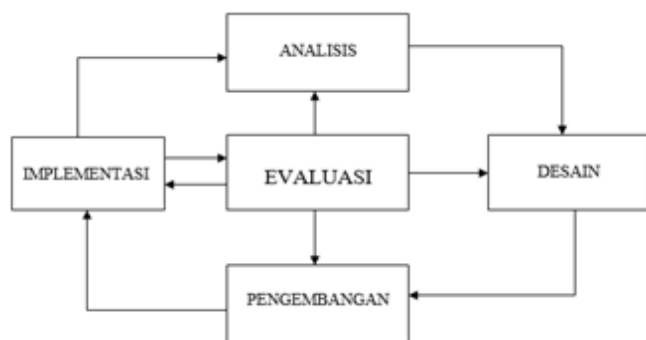 ANALISIS
IMPLEMENTASI
EVALUASI
DESAIN
PENGEMBANGAN